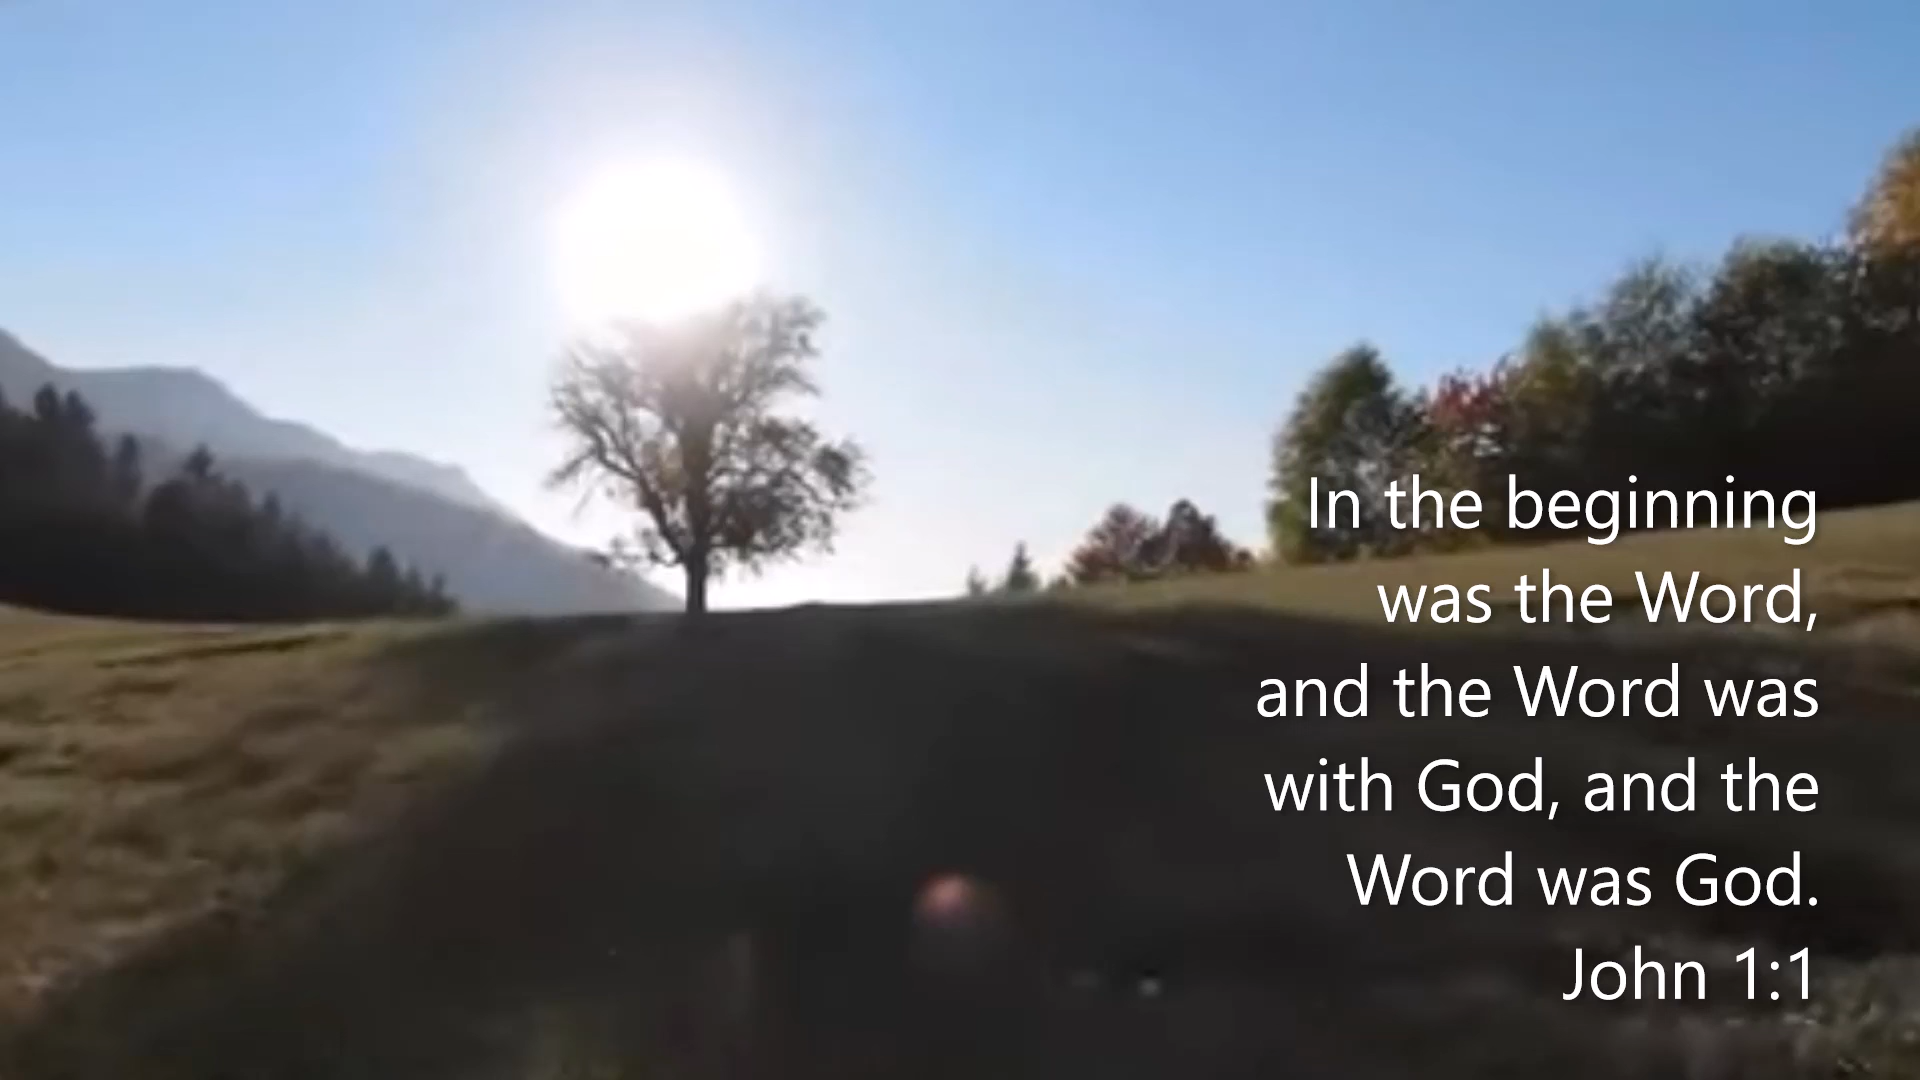 In the beginning
was the Word,
and the Word was
with God, and the
Word was God.
John 1:1